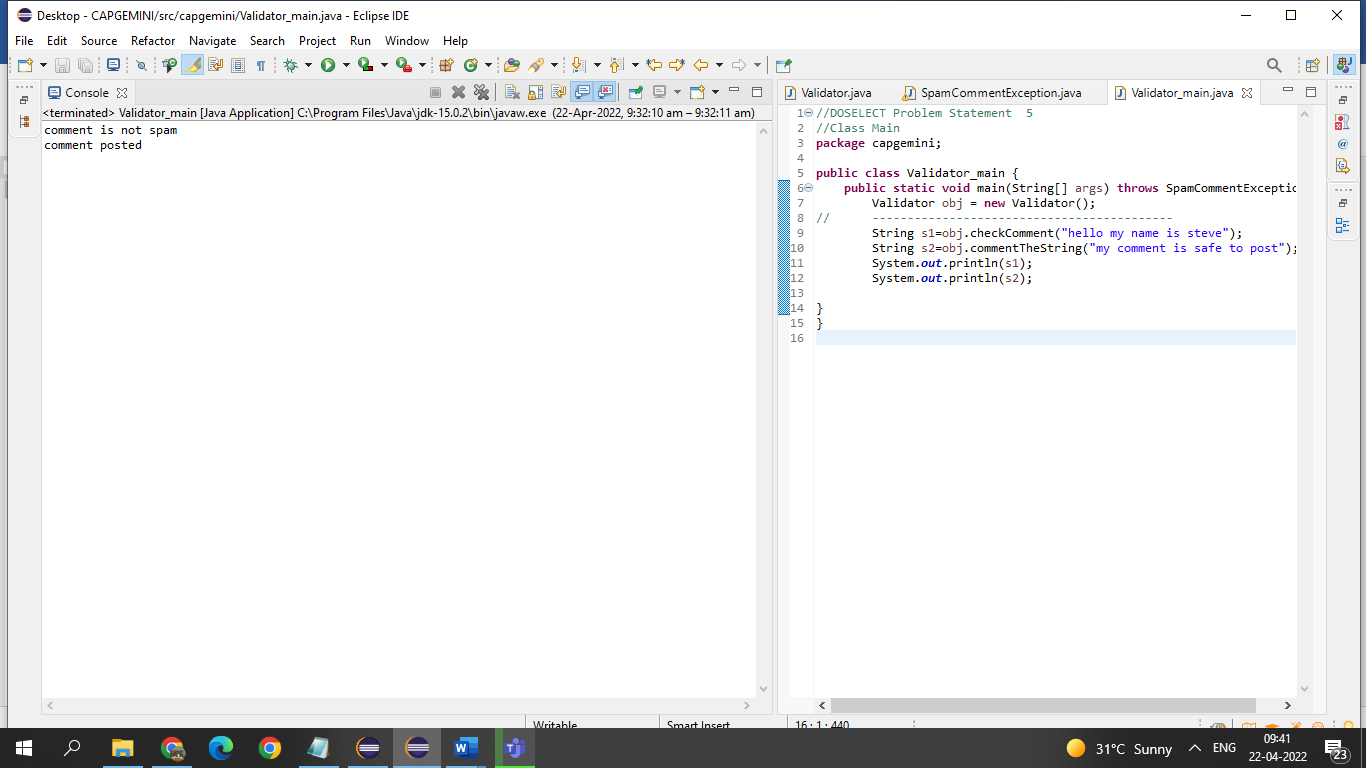 Desktop - CAPGEMINI/src/capgemini/Validator_main.java - Eclipse IDE
File Edit Source Refactor Navigate Search Project Run Window Help
Console
<terminated> Validator_main [Java Application] C:\Program Files\Java\jdk-15.0.2\bin\javaw.exe (22-Apr-2022, 9:32:10 am – 9:32:11 am)
comment is not spam
comment posted
Validator.java SpamCommentException.java Validator_main.java
1 //DOSELECT Problem Statement  5
2 //Class Main
3 package capgemini;
4
5 public class Validator_main {
6     public static void main(String[] args) throws SpamCommentExceptio
7         Validator obj = new Validator();
8 //      -------------------------------------------
9         String s1=obj.checkComment("hello my name is steve");
10         String s2=obj.commentTheString("my comment is safe to post");
11         System.out.println(s1);
12         System.out.println(s2);
13
14 }
15 }
16
Writable Smart Insert 16 : 1 : 440
31°C Sunny ENG 09:41
22-04-2022 23